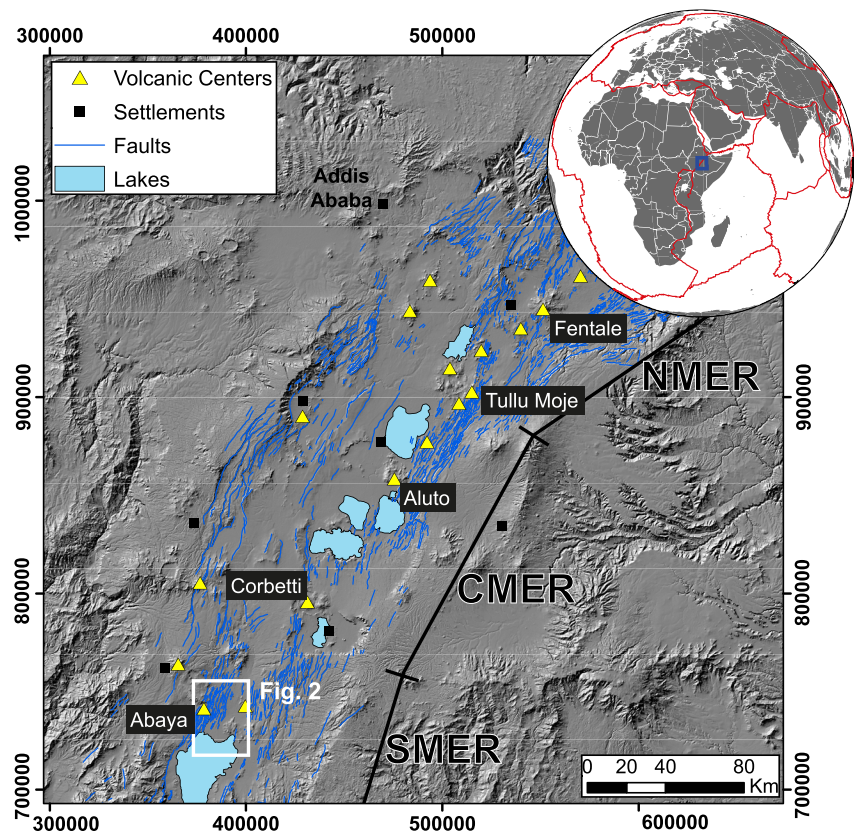 300000
400000
500000
Volcanic Centers
Settlements
Faults
Lakes
Addis
Ababa
1000000
Fentale
NMER
900000
900000
Tullu Moje
Aluto
CMER
800000
800000
Corbetti
Fig. 2
Abaya
SMER
0
20
40
80
Km
700000
700000
300000
400000
500000
600000